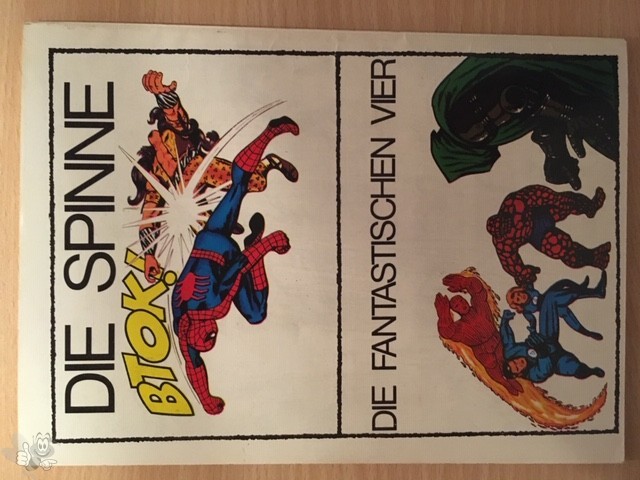 DIE SPINNE
BTOK!
DIE FANTASTISCHEN VIER